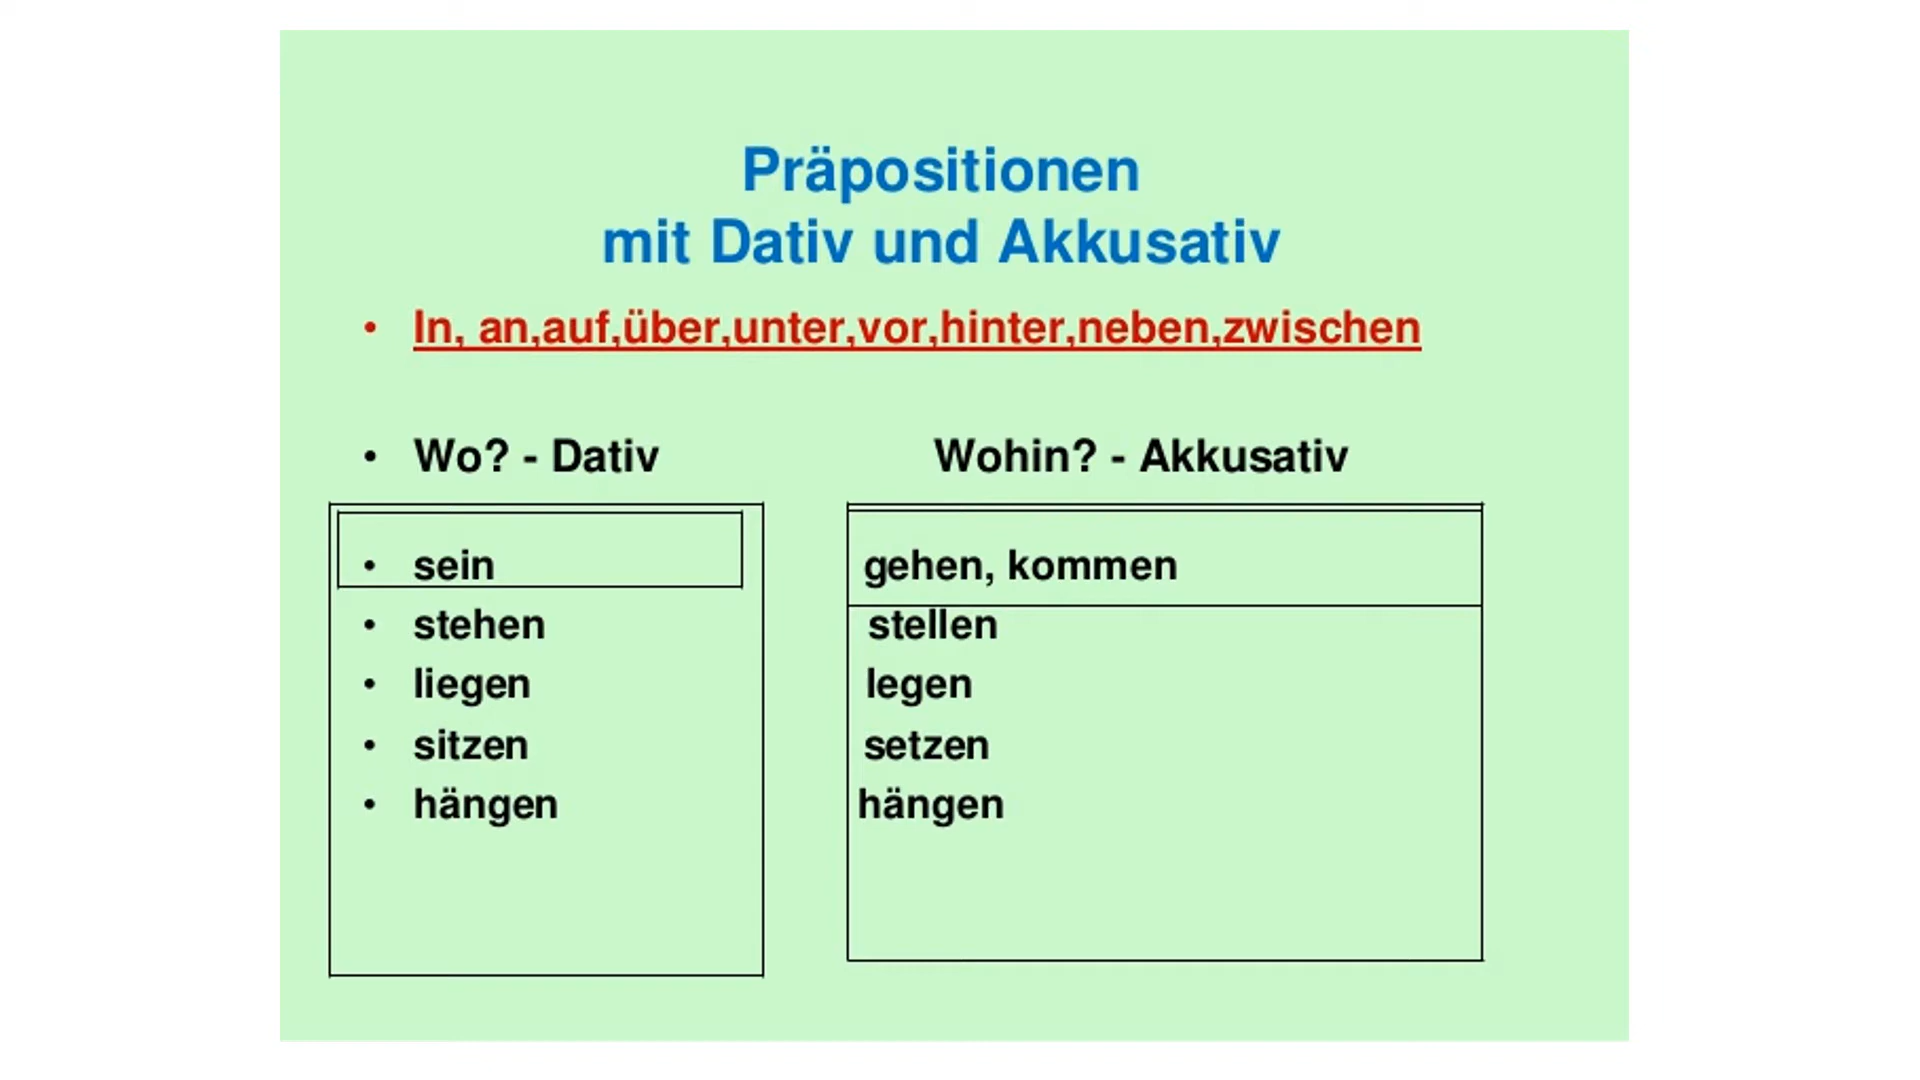 Präpositionen
mit Dativ und Akkusativ
• In, an,auf,über,unter,vor,hinter,neben,zwischen
• Wo? - Dativ Wohin? - Akkusativ
• sein gehen, kommen
• stehen stellen
• liegen legen
• sitzen setzen
• hängen hängen